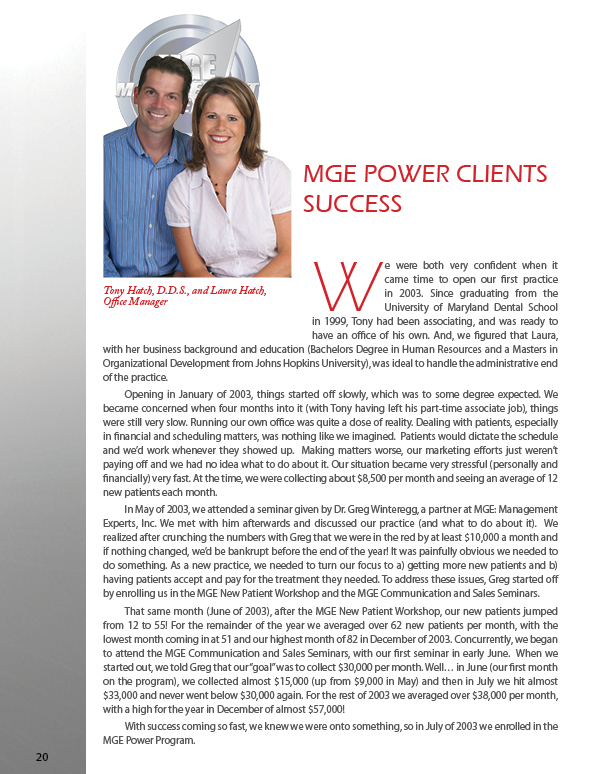 MGE
MGE POWER CLIENTS
SUCCESS
Tony Hatch, D.D.S., and Laura Hatch,
Office Manager
We were both very confident when it
came time to open our first practice
in 2003. Since graduating from the
University of Maryland Dental School
in 1999, Tony had been associating, and was ready to
have an office of his own. And, we figured that Laura,
with her business background and education (Bachelors Degree in Human Resources and a Masters in
Organizational Development from Johns Hopkins University), was ideal to handle the administrative end
of the practice.
Opening in January of 2003, things started off slowly, which was to some degree expected. We
became concerned when four months into it (with Tony having left his part-time associate job), things
were still very slow. Running our own office was quite a dose of reality. Dealing with patients, especially
in financial and scheduling matters, was nothing like we imagined. Patients would dictate the schedule
and we'd work whenever they showed up. Making matters worse, our marketing efforts just weren't
paying off and we had no idea what to do about it. Our situation became very stressful (personally and
financially) very fast. At the time, we were collecting about $8,500 per month and seeing an average of 12
new patients each month.
In May of 2003, we attended a seminar given by Dr. Greg Winteregg, a partner at MGE: Management
Experts, Inc. We met with him afterwards and discussed our practice (and what to do about it). We
realized after crunching the numbers with Greg that we were in the red by at least $10,000 a month and
if nothing changed, we'd be bankrupt before the end of the year! It was painfully obvious we needed to
do something. As a new practice, we needed to turn our focus to a) getting more new patients and b)
having patients accept and pay for the treatment they needed. To address these issues, Greg started off
by enrolling us in the MGE New Patient Workshop and the MGE Communication and Sales Seminars.
That same month (June of 2003), after the MGE New Patient Workshop, our new patients jumped
from 12 to 55! For the remainder of the year we averaged over 62 new patients per month, with the
lowest month coming in at 51 and our highest month of 82 in December of 2003. Concurrently, we began
to attend the MGE Communication and Sales Seminars, with our first seminar in early June. When we
started out, we told Greg that our "goal" was to collect $30,000 per month. Well… in June (our first month
on the program), we collected almost $15,000 (up from $9,000 in May) and then in July we hit almost
$33,000 and never went below $30,000 again. For the rest of 2003 we averaged over $38,000 per month,
with a high for the year in December of almost $57,000!
With success coming so fast, we knew we were onto something, so in July of 2003 we enrolled in the
MGE Power Program.
20